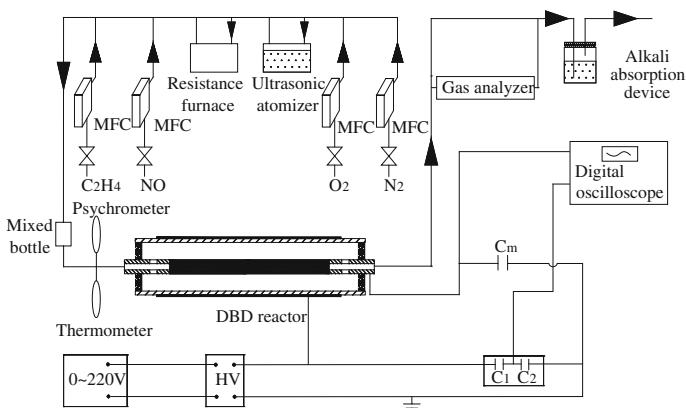 Resistance
furnace
Ultrasonic
atomizer
Gas analyzer
Alkali
absorption
device
MFC
MFC
MFC
MFC
C2H4
NO
O2
N2
Digital
oscilloscope
Psychrometer
Mixed
bottle
Cm
Thermometer
DBD reactor
0~220V
HV
C1
C2